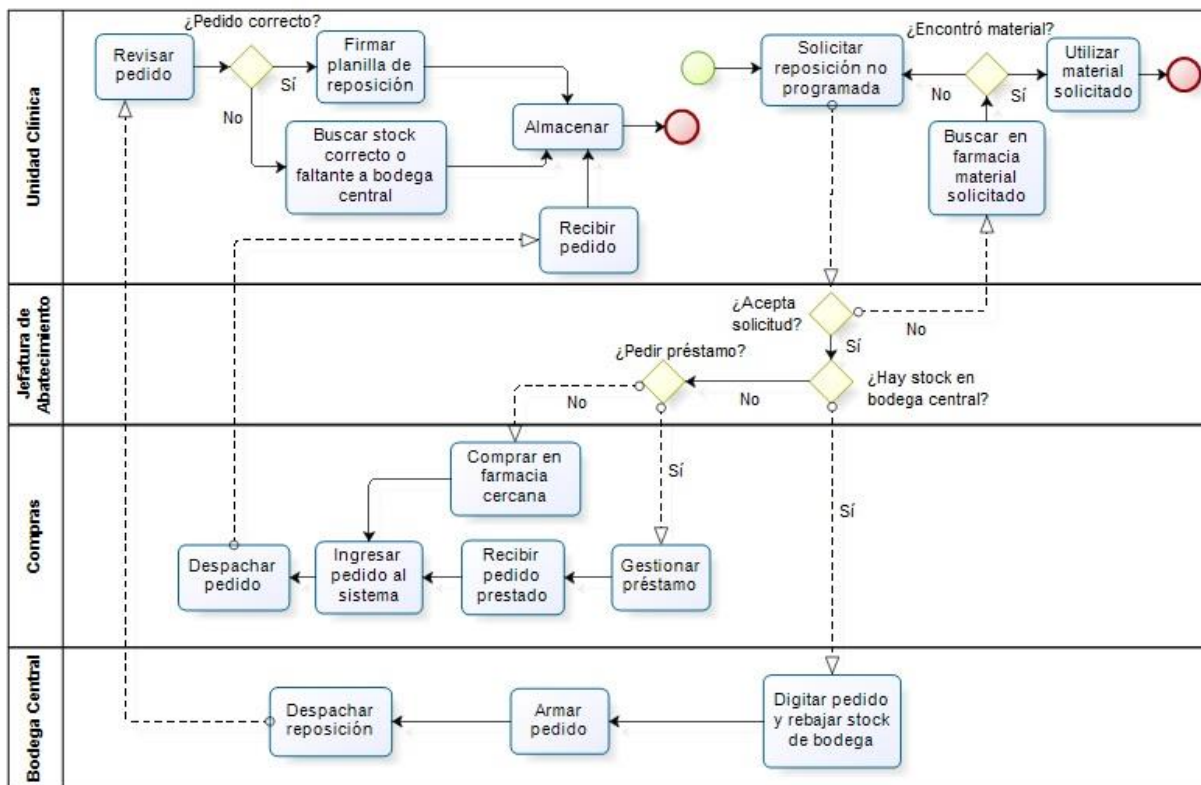 Unidad Clínica
¿Pedido correcto?
Revisar
pedido
Sí
No
Firmar
planilla de
reposición
Buscar stock
correcto o
faltante a bodega
central
Almacenar
Recibir
pedido
Solicitar
reposición no
programada
¿Encontró material?
No
Sí
Utilizar
material
solicitado
Buscar en
farmacia
material
solicitado
Jefatura de
Abatecimiento
¿Acepta
solicitud?
No
Sí
¿Pedir préstamo?
¿Hay stock en
bodega central?
No
No
Compras
Comprar en
farmacia
cercana
Sí
Sí
Despachar
pedido
Ingresar
pedido al
sistema
Recibir
pedido
prestado
Gestionar
préstamo
Bodega Central
Despachar
reposición
Armar
pedido
Digitar pedido
y rebajar stock
de bodega